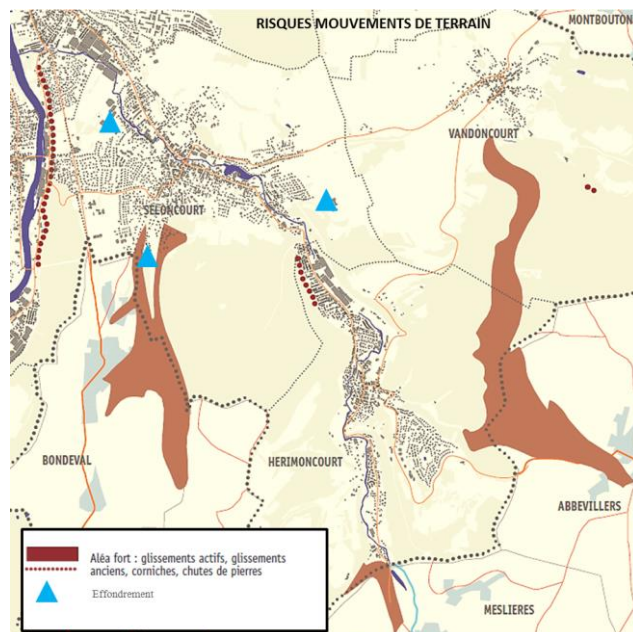 RISQUES MOUVEMENTS DE TERRAIN
MONTBOUTON
VANDONCOURT
SELONCOURT
BONDEVAL
HERIMONCOURT
ABBEVILLERS
MESLIERES
Aléa fort : glissements actifs, glissements
anciens, corniches, chutes de pierres
Effondrement